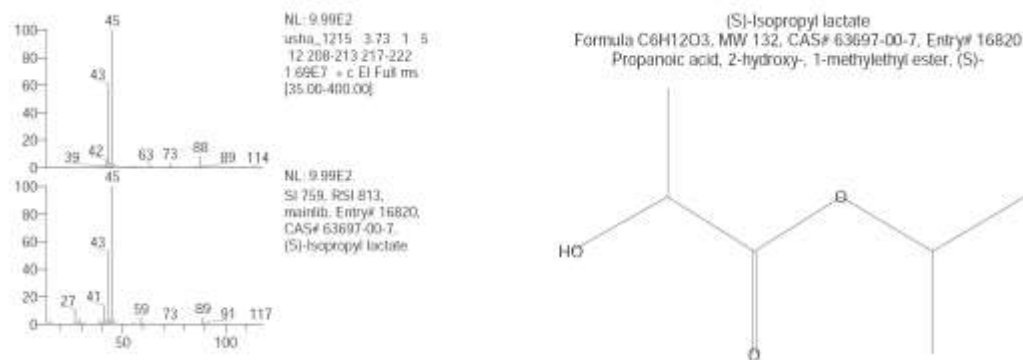 NL: 9.99E2
usha_1215 3.73 1 5
12 208-213 217-222
1.69E7 + c EI Full ms
[35.00-400.00]
100
80
60
40
20
0
45
43
39
42
63
73
88
89
114
NL: 9.99E2
SI 759, RSI 813,
mainlib, Entry# 16820,
CAS# 63697-00-7,
(S)-Isopropyl lactate
100
80
60
40
20
0
45
43
27
41
59
73
89
91
117
50
100
(S)-Isopropyl lactate
Formula C6H12O3, MW 132, CAS# 63697-00-7, Entry# 16820
Propanoic acid, 2-hydroxy-, 1-methylethyl ester, (S)-
O
HO
O